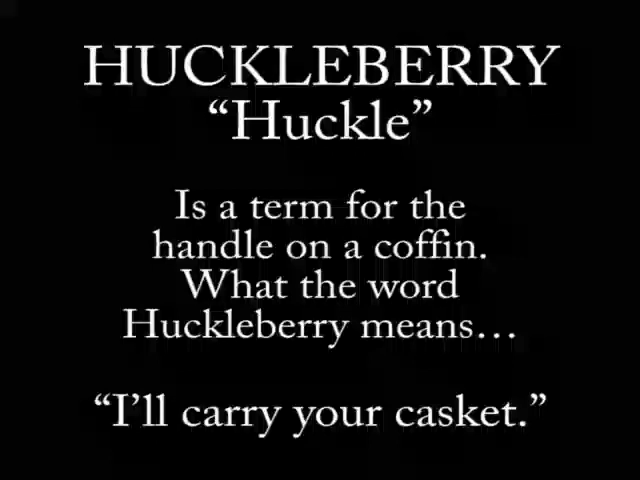 HUCKLEBERRY
“Huckle”
Is a term for the
handle on a coffin.
What the word
Huckleberry means…
“I’ll carry your casket.”